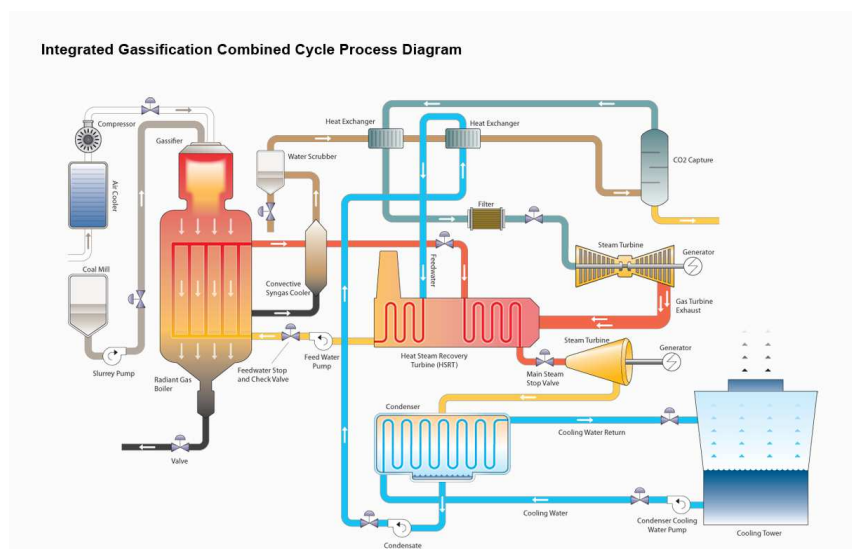 Integrated Gassification Combined Cycle Process Diagram
Compressor
Gassifier
Air Cooler
Coal Mill
Slurrey Pump
Radiant Gas
Boiler
Valve
Water Scrubber
Heat Exchanger
Heat Exchanger
CO2 Capture
Filter
Steam Turbine
Generator
Gas Turbine
Exhaust
Convective
Syngas Cooler
Feedwater
Feedwater Stop
and Check Valve
Feed Water
Pump
Heat Steam Recovery
Turbine (HSRT)
Steam Turbine
Generator
Main Steam
Stop Valve
Condenser
Cooling Water Return
Cooling Water
Condensate
Condenser Cooling
Water Pump
Cooling Tower